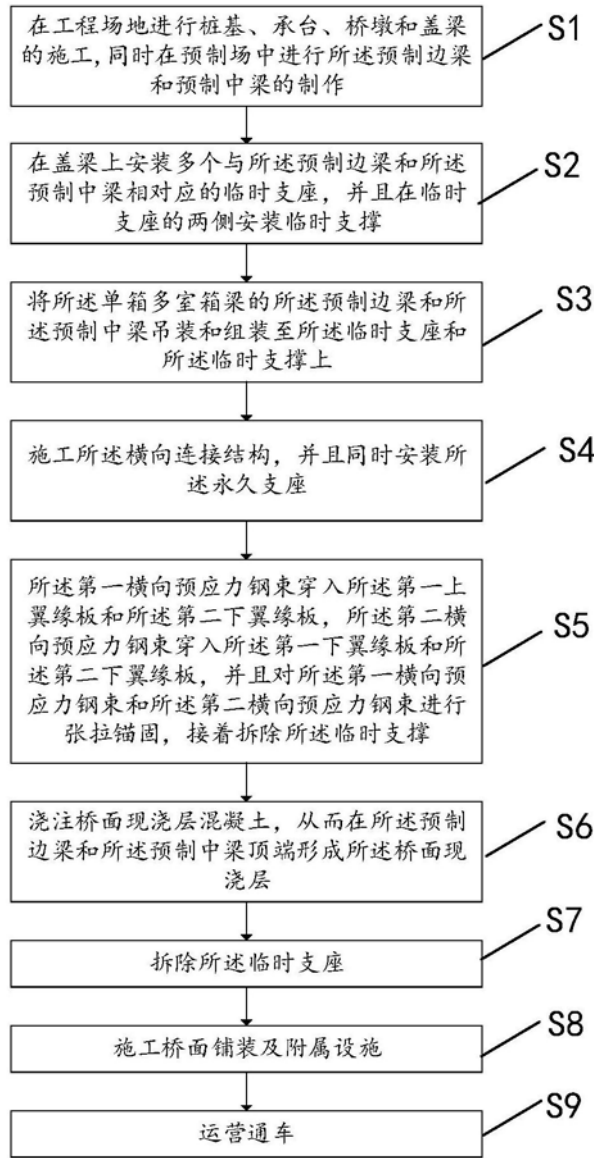 在工程场地进行桩基、承台、桥墩和盖梁
的施工,同时在预制场中进行所述预制边梁
和预制中梁的制作
S1
在盖梁上安装多个与所述预制边梁和所述
预制中梁相对应的临时支座，并且在临时
支座的两侧安装临时支撑
S2
将所述单箱多室箱梁的所述预制边梁和所
述预制中梁吊装和组装至所述临时支座和
所述临时支撑上
S3
施工所述横向连接结构，并且同时安装所
述永久支座
S4
所述第一横向预应力钢束穿入所述第一上
翼缘板和所述第二下翼缘板，所述第二横
向预应力钢束穿入所述第一下翼缘板和所
述第二下翼缘板，并且对所述第一横向预
应力钢束和所述第二横向预应力钢束进行
张拉锚固，接着拆除所述临时支撑
S5
浇注桥面现浇层混凝土，从而在所述预制
边梁和所述预制中梁顶端形成所述桥面现
浇层
S6
拆除所述临时支座
S7
施工桥面铺装及附属设施
S8
运营通车
S9